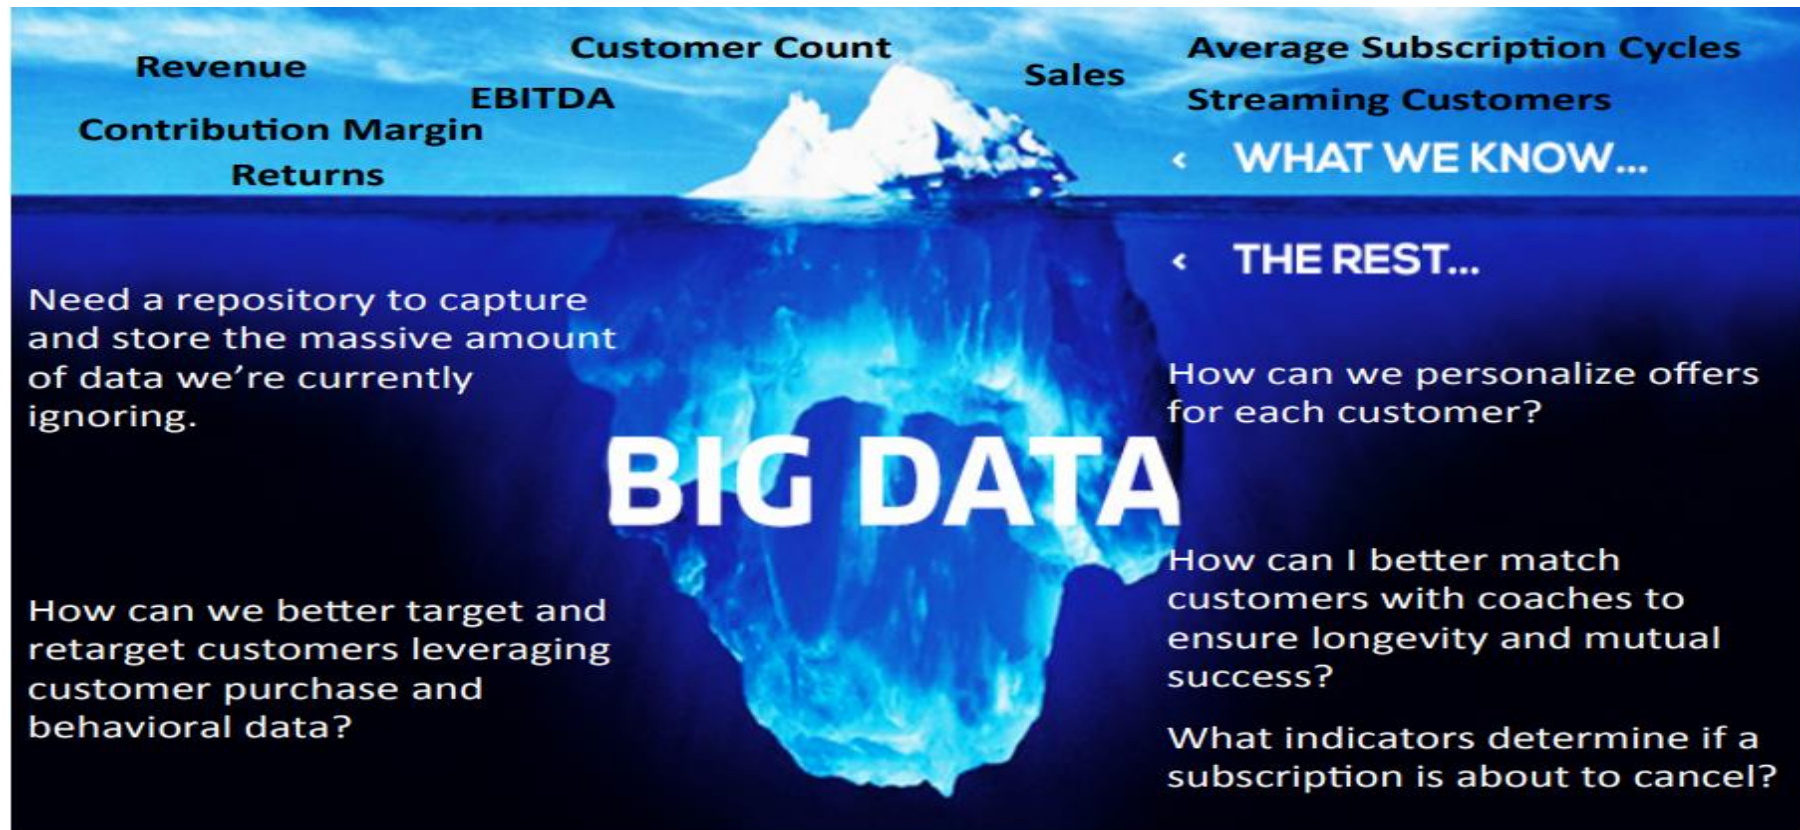 Revenue
Customer Count
EBITDA
Contribution Margin
Returns
Sales
Average Subscription Cycles
Streaming Customers
< WHAT WE KNOW...
< THE REST...
Need a repository to capture
and store the massive amount
of data we’re currently
ignoring.
How can we personalize offers
for each customer?
BIG DATA
How can we better target and
retarget customers leveraging
customer purchase and
behavioral data?
How can I better match
customers with coaches to
ensure longevity and mutual
success?
What indicators determine if a
subscription is about to cancel?